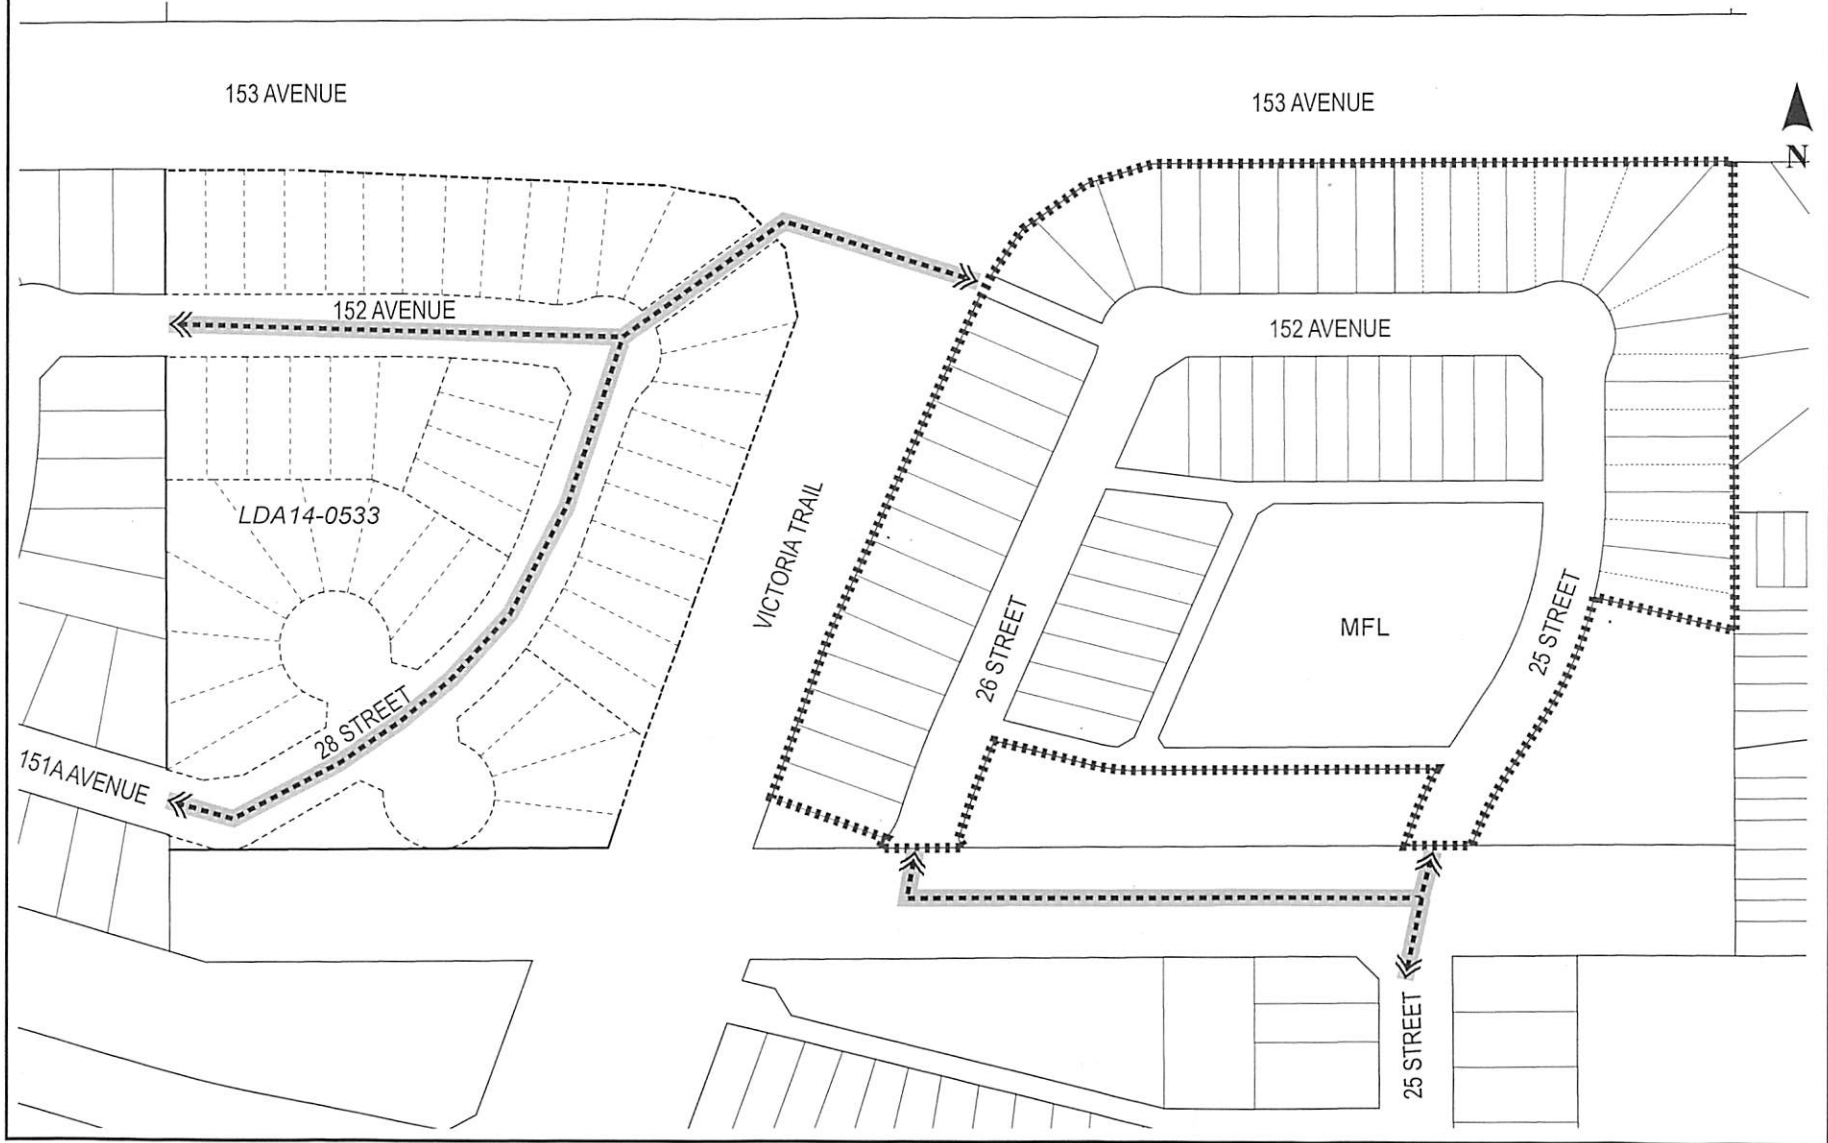 153 AVENUE
153 AVENUE
N
152 AVENUE
152 AVENUE
LDA14-0533
VICTORIA TRAIL
26 STREET
MFL
25 STREET
28 STREET
151A AVENUE
25 STREET